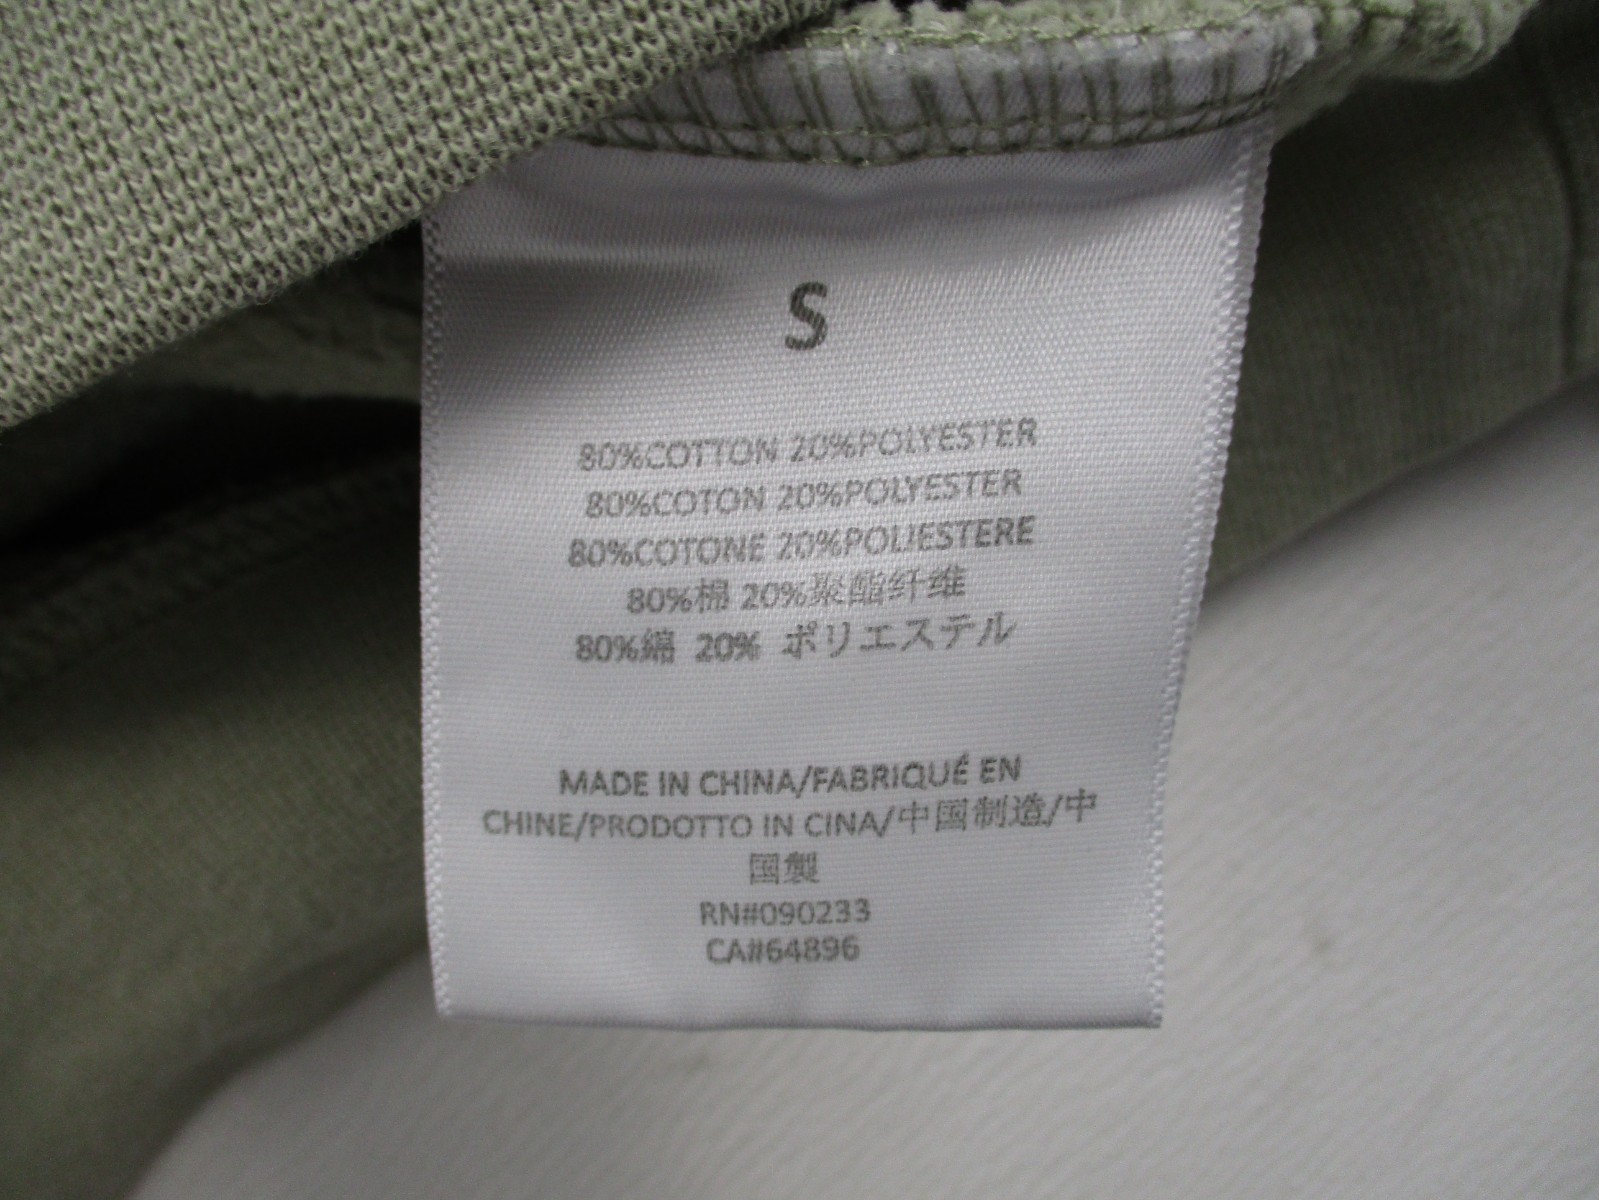 S
80%COTTON 20%POLYESTER
80%COTON 20%POLYESTER
80%COTONE 20%POLIESTERE
80%棉 20%聚酯纤维
80%綿 20% ポリエステル
MADE IN CHINA/FABRIQUÉ EN
CHINE/PRODOTTO IN CINA/中国制造/中
国製
RN#090233
CA#64896